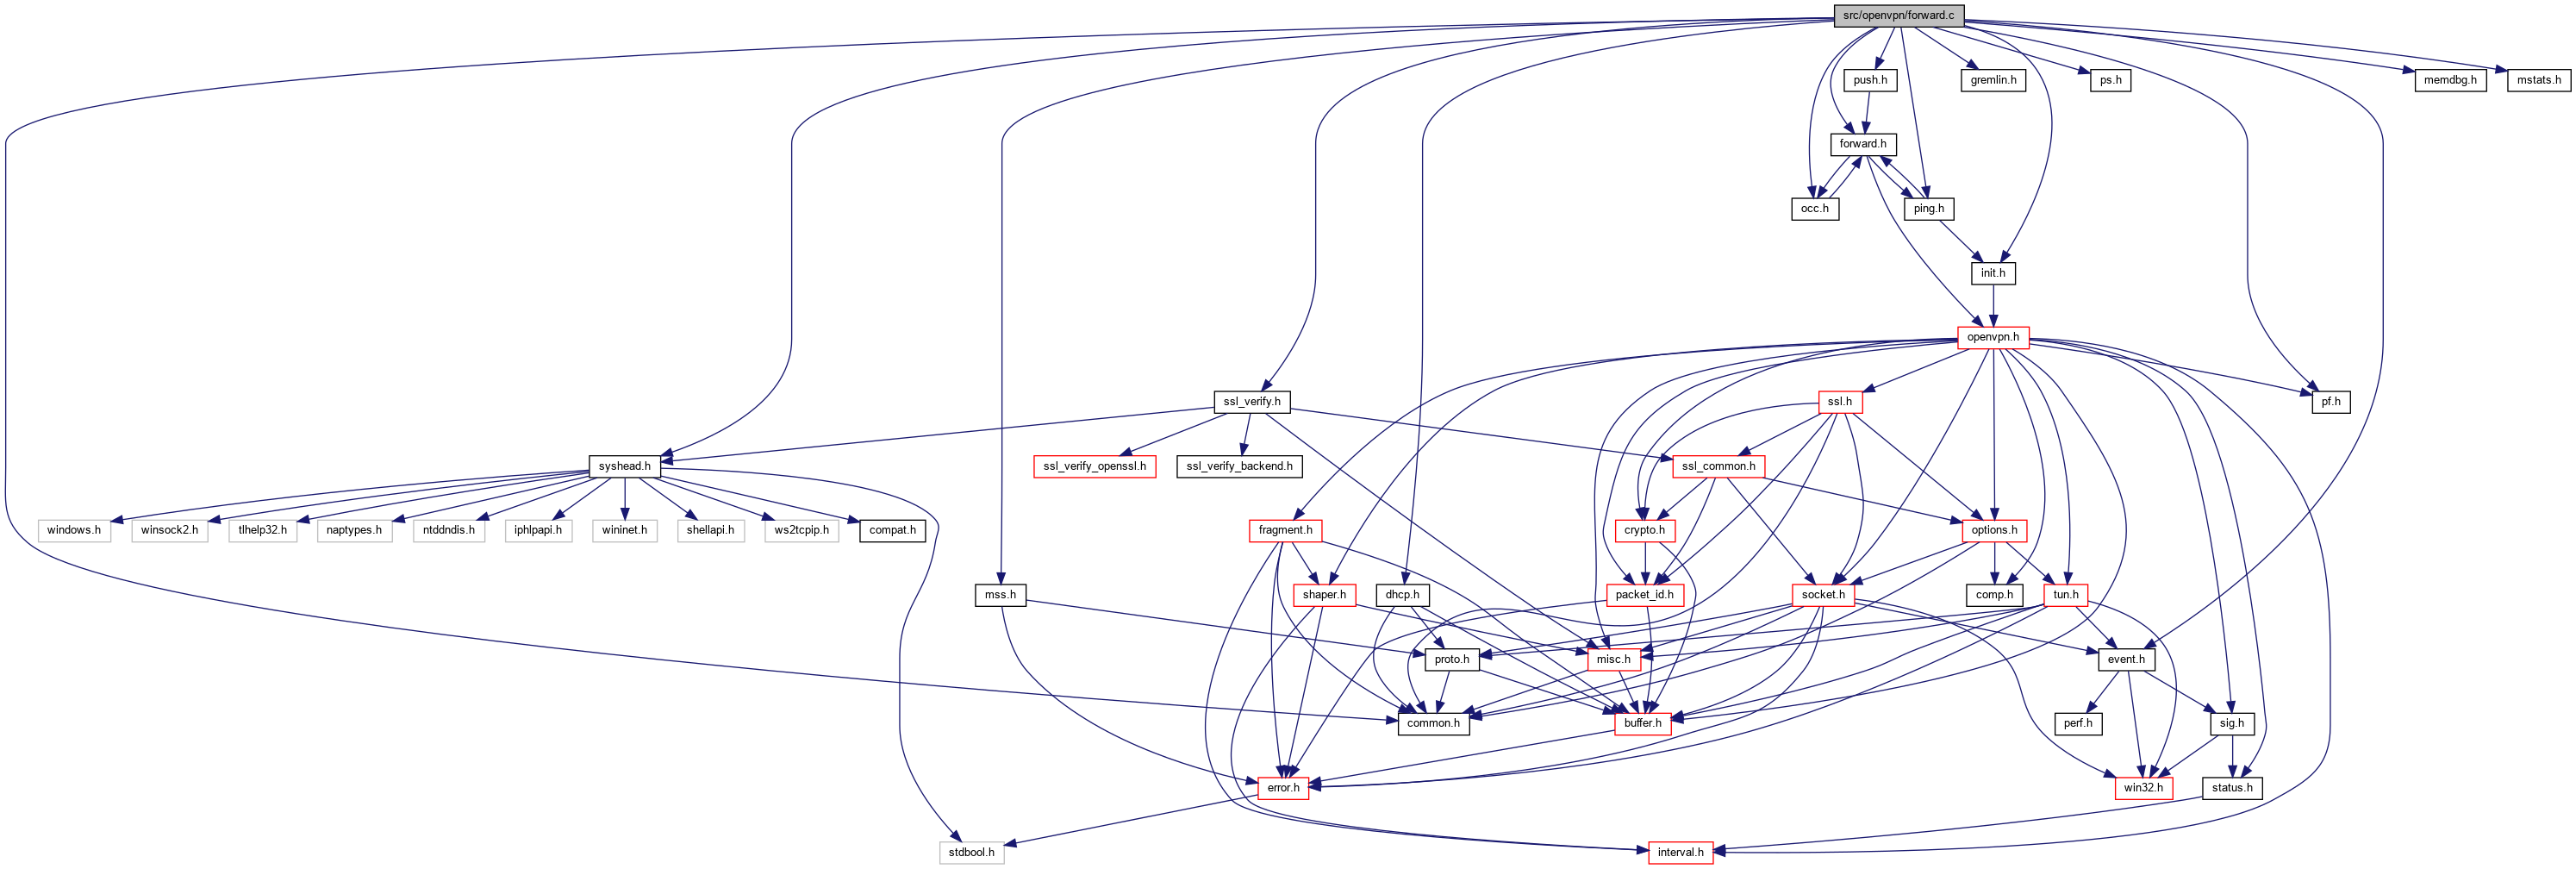 src/openvpn/forward.c
push.h
gremlin.h
ps.h
memdbg.h
mstats.h
forward.h
occ.h
ping.h
init.h
openvpn.h
ssl_verify.h
ssl.h
pf.h
syshead.h
ssl_verify_openssl.h
ssl_verify_backend.h
ssl_common.h
windows.h
winsock2.h
tlhelp32.h
naptypes.h
ntddndis.h
iphlpapi.h
wininet.h
shellapi.h
ws2tcpip.h
compat.h
fragment.h
crypto.h
options.h
mss.h
shaper.h
dhcp.h
packet_id.h
socket.h
comp.h
tun.h
proto.h
misc.h
event.h
common.h
buffer.h
perf.h
sig.h
error.h
win32.h
status.h
stdbool.h
interval.h